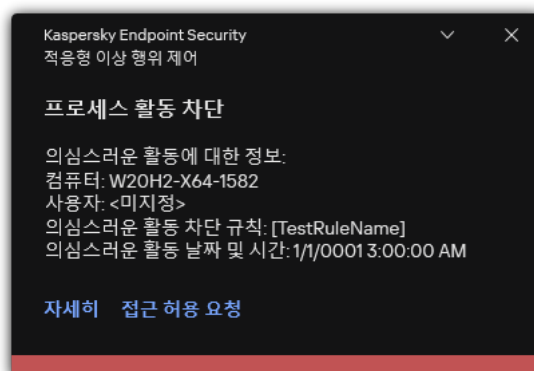 Kaspersky Endpoint Security
적응형 이상 행위 제어
프로세스 활동 차단
의심스러운 활동에 대한 정보:
컴퓨터: W20H2-X64-1582
사용자: <미지정>
의심스러운 활동 차단 규칙: [TestRuleName]
의심스러운 활동 날짜 및 시간: 1/1/0001 3:00:00 AM
자세히 접근 허용 요청